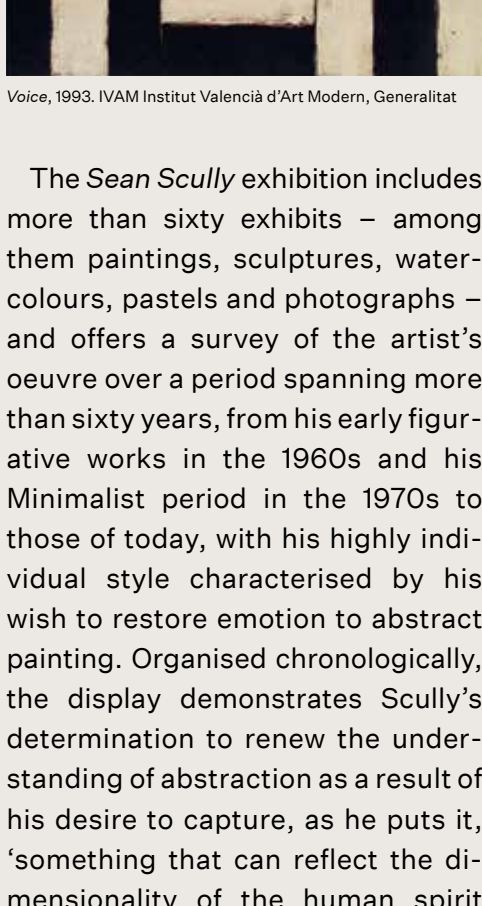 Voice, 1993. IVAM Institut Valencià d’Art Modern, Generalitat
The Sean Scully exhibition includes
more than sixty exhibits – among
them paintings, sculptures, water-
colours, pastels and photographs –
and offers a survey of the artist’s
oeuvre over a period spanning more
than sixty years, from his early figur-
ative works in the 1960s and his
Minimalist period in the 1970s to
those of today, with his highly indi-
vidual style characterised by his
wish to restore emotion to abstract
painting. Organised chronologically,
the display demonstrates Scully’s
determination to renew the under-
standing of abstraction as a result of
his desire to capture, as he puts it,
‘something that can reflect the di-
mensionality of the human spirit